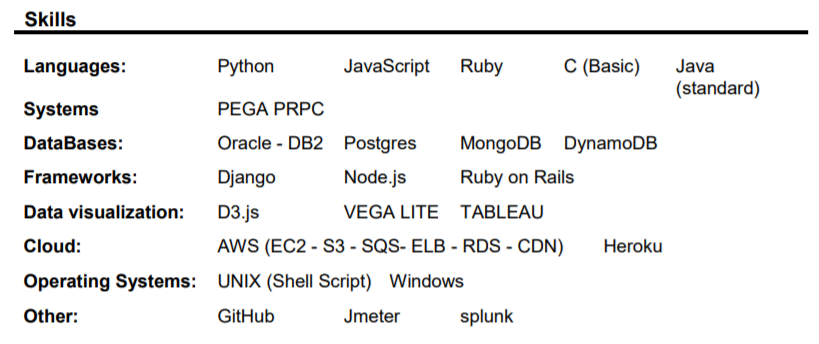 Skills
Languages: Python JavaScript Ruby C (Basic) Java
(standard)
Systems PEGA PRPC
DataBases: Oracle - DB2 Postgres MongoDB DynamoDB
Frameworks: Django Node.js Ruby on Rails
Data visualization: D3.js VEGA LITE TABLEAU
Cloud: AWS (EC2 - S3 - SQS- ELB - RDS - CDN) Heroku
Operating Systems: UNIX (Shell Script) Windows
Other: GitHub Jmeter splunk